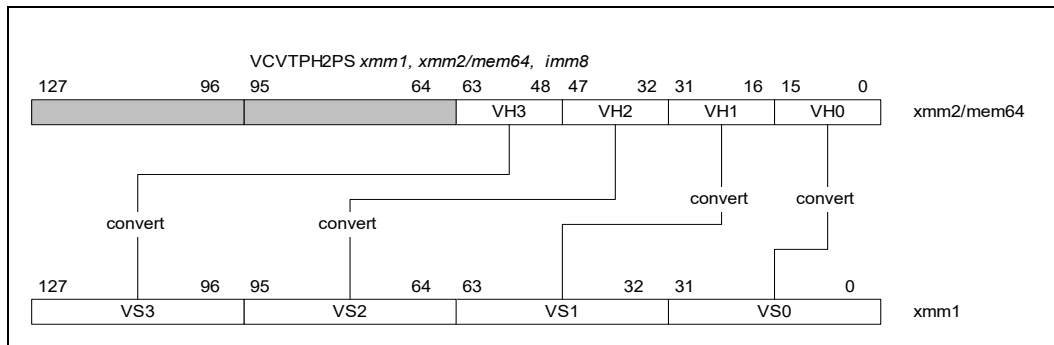 VCVTPH2PS xmm1, xmm2/mem64, imm8
127 96 95 64 63 48 47 32 31 16 15 0
VH3 VH2 VH1 VH0 xmm2/mem64
convert convert convert convert
127 96 95 64 63 32 31 0
VS3 VS2 VS1 VS0 xmm1